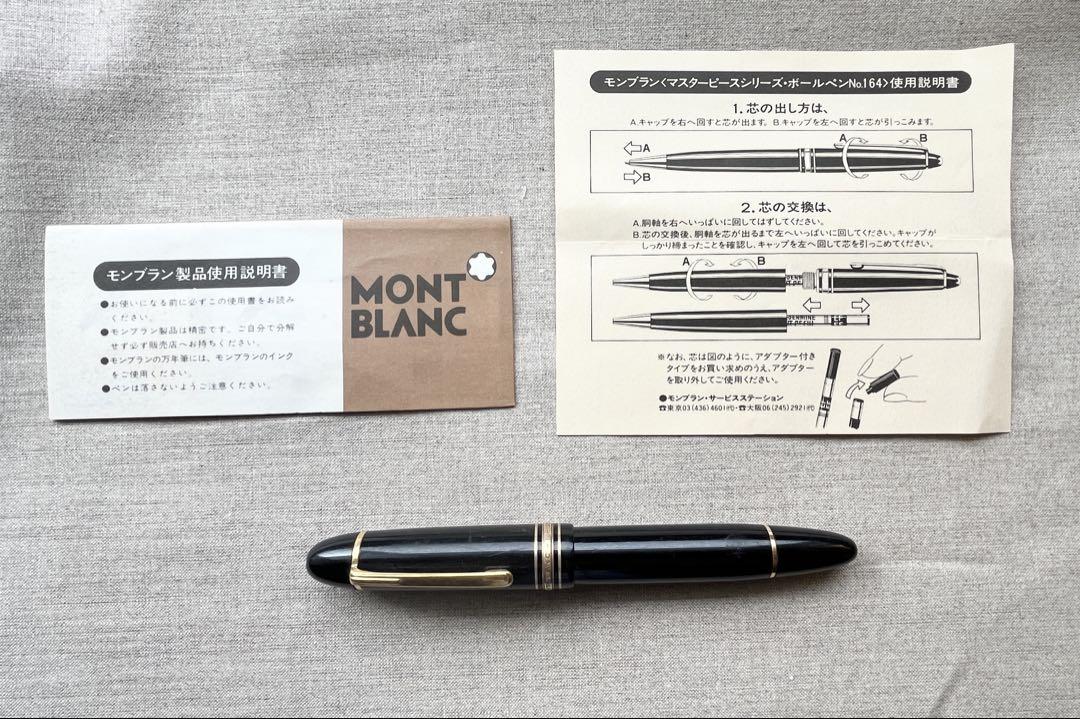 モンブラン製品使用説明書
●お使いになる前に必ずこの使用書をお読み
ください。
●モンブラン製品は精密です。ご自分で分解
せず必ず販売店へお持ちください。
●モンブランの万年筆には、モンブランのインク
をご使用ください。
●ペンは落さないようご注意ください。
MONT
BLANC
モンブラン〈マスターピースシリーズ・ボールペンNo.164〉使用説明書
1. 芯の出し方は、
A.キャップを右へ回すと芯が出ます。B.キャップを左へ回すと芯が引っこみます。
A
B
A
B
2. 芯の交換は、
A.胴軸を右へいっぱいに回してはずしてください。
B.芯の交換後、胴軸を芯が出るまで左へいっぱいに回してください。キャップが
しっかり締まったことを確認し、キャップを左へ回して芯を引っこめてください。
A
B
※なお、芯は図のように、アダプター付き
タイプをお買い求めのうえ、アダプター
を取り外してご使用ください。
●モンブラン・サービスステーション
☎東京03(436)4601㈹・☎大阪06(245)2921㈹